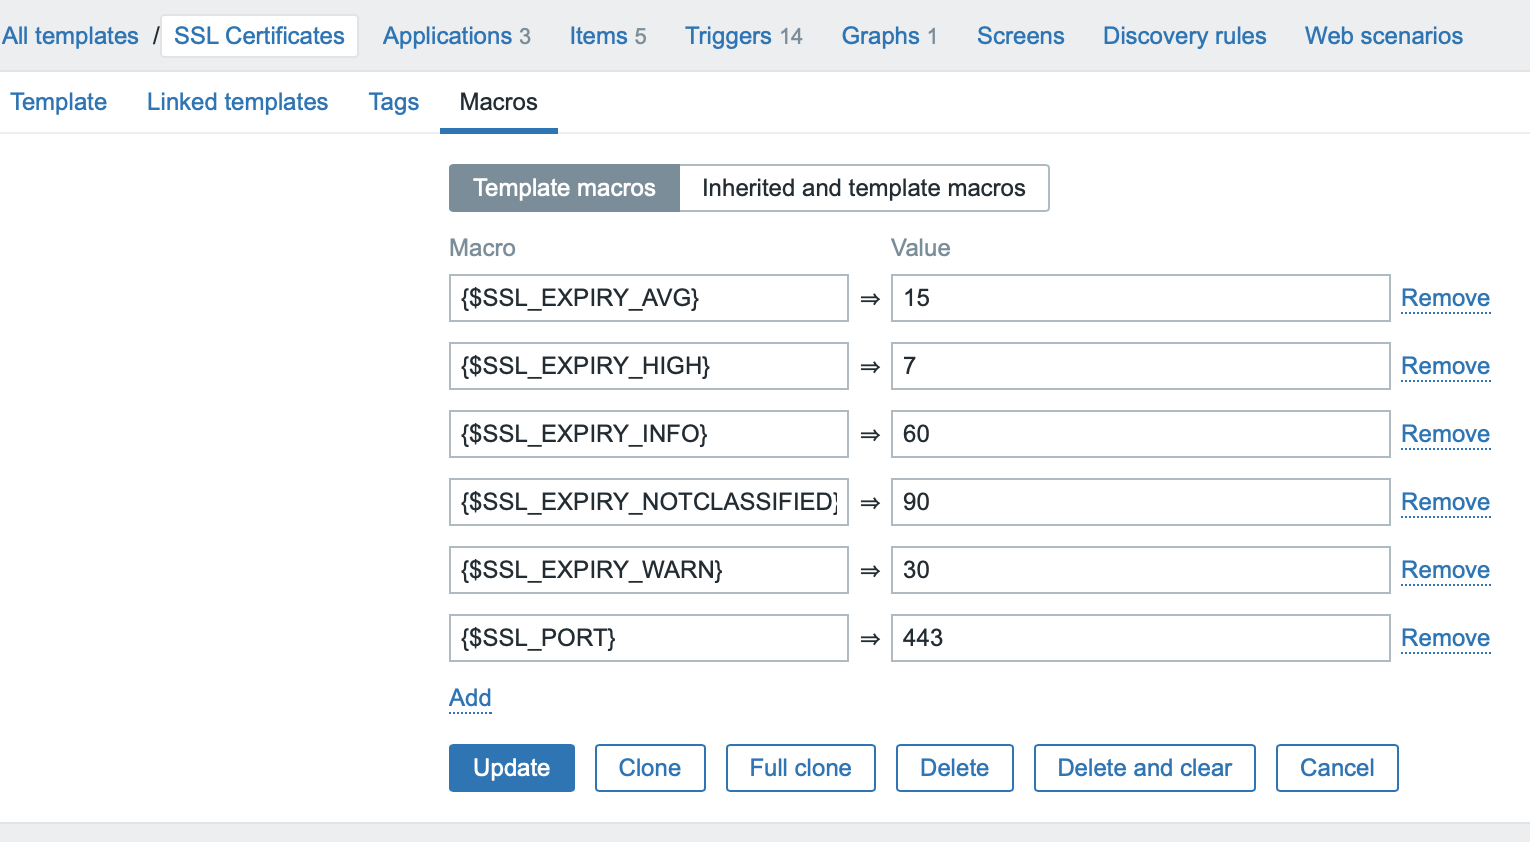 All templates / SSL Certificates Applications 3 Items 5 Triggers 14 Graphs 1 Screens Discovery rules Web scenarios
Template Linked templates Tags Macros
Template macros Inherited and template macros
Macro Value
{$SSL_EXPIRY_AVG} ⇒ 15 Remove
{$SSL_EXPIRY_HIGH} ⇒ 7 Remove
{$SSL_EXPIRY_INFO} ⇒ 60 Remove
{$SSL_EXPIRY_NOTCLASSIFIED} ⇒ 90 Remove
{$SSL_EXPIRY_WARN} ⇒ 30 Remove
{$SSL_PORT} ⇒ 443 Remove
Add
Update Clone Full clone Delete Delete and clear Cancel